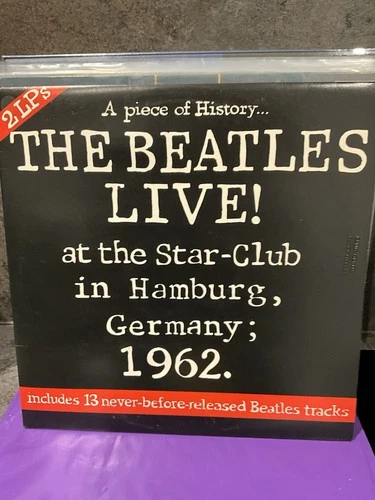 2 LPs
A piece of History...
THE BEATLES
LIVE!
at the Star-Club
in Hamburg,
Germany;
1962.
includes 13 never-before-released Beatles tracks